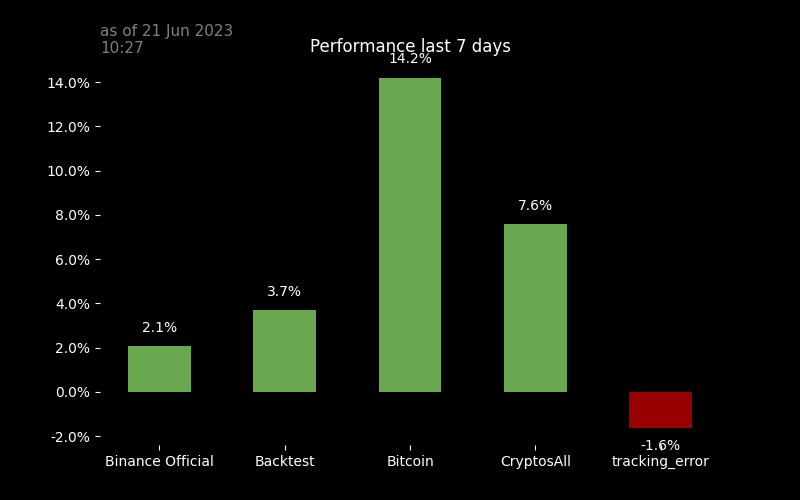 as of 21 Jun 2023
10:27
Performance last 7 days
14.2%
14.0%
12.0%
10.0%
8.0%
6.0%
4.0%
2.0%
0.0%
-2.0%
2.1%
3.7%
7.6%
-1.6%
Binance Official
Backtest
Bitcoin
CryptosAll
tracking_error